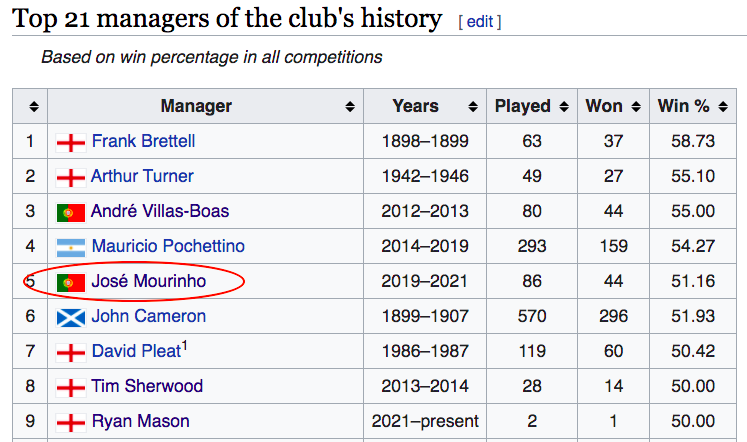 Top 21 managers of the club's history [ edit ]
Based on win percentage in all competitions
Manager Years Played Won Win %
1 Frank Brettell 1898–1899 63 37 58.73
2 Arthur Turner 1942–1946 49 27 55.10
3 André Villas-Boas 2012–2013 80 44 55.00
4 Mauricio Pochettino 2014–2019 293 159 54.27
5 José Mourinho 2019–2021 86 44 51.16
6 John Cameron 1899–1907 570 296 51.93
7 David Pleat1 1986–1987 119 60 50.42
8 Tim Sherwood 2013–2014 28 14 50.00
9 Ryan Mason 2021–present 2 1 50.00